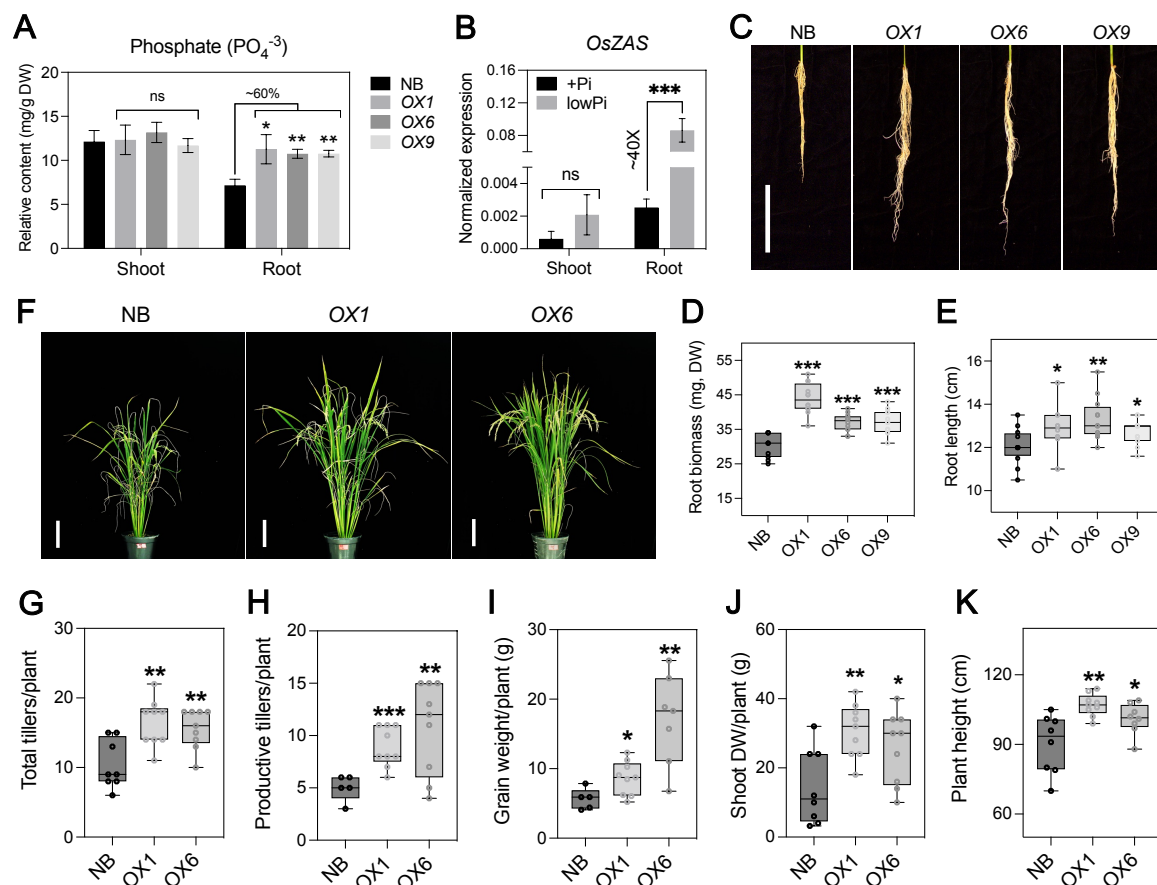 A
Phosphate (PO4-3)
Relative content (mg/g DW)
20
15
10
5
0
ns
~60%
*
**
**
Shoot
Root
NB
OX1
OX6
OX9
B
OsZAS
Normalized expression
0.16
0.12
0.08
0.004
0.002
0.000
+Pi
lowPi
ns
~40X
***
Shoot
Root
C
NB
OX1
OX6
OX9
F
NB
OX1
OX6
D
Root biomass (mg, DW)
55
45
35
25
15
***
***
***
NB
OX1
OX6
OX9
E
Root length (cm)
16
14
12
10
*
**
*
NB
OX1
OX6
OX9
G
Total tillers/plant
30
20
10
0
**
**
NB
OX1
OX6
H
Productive tillers/plant
20
15
10
5
0
***
**
NB
OX1
OX6
I
Grain weight/plant (g)
30
20
10
0
*
**
NB
OX1
OX6
J
Shoot DW/plant (g)
60
40
20
0
**
*
NB
OX1
OX6
K
Plant height (cm)
120
90
60
**
*
NB
OX1
OX6